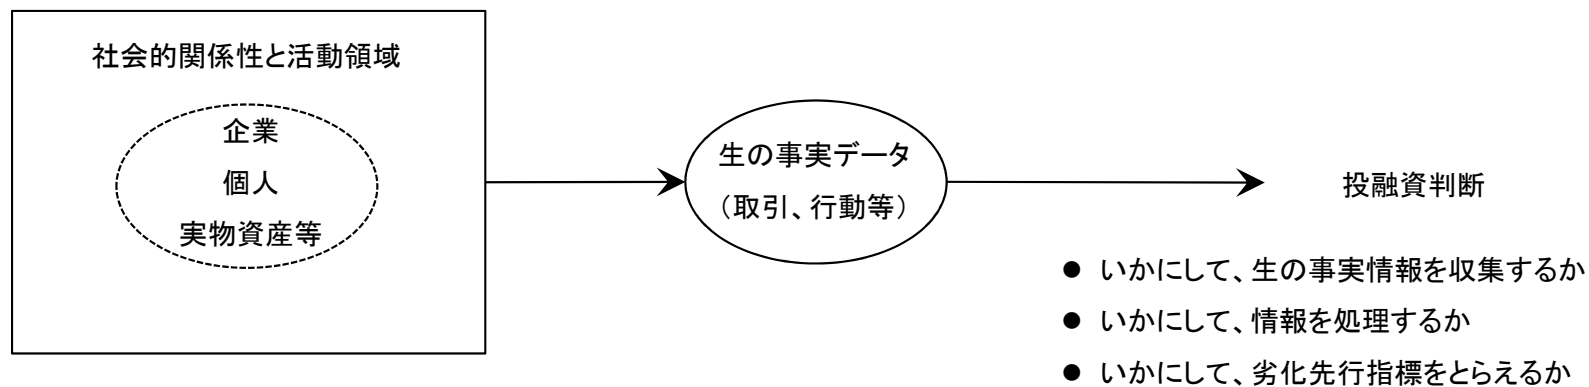 社会的関係性と活動領域
企業
個人
実物資産等
生の事実データ
（取引、行動等）
投融資判断
● いかにして、生の事実情報を収集するか
● いかにして、情報を処理するか
● いかにして、劣化先行指標をとらえるか